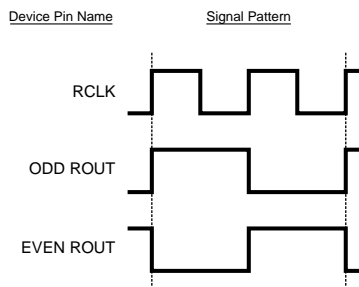 Device Pin Name
Signal Pattern
RCLK
ODD ROUT
EVEN ROUT